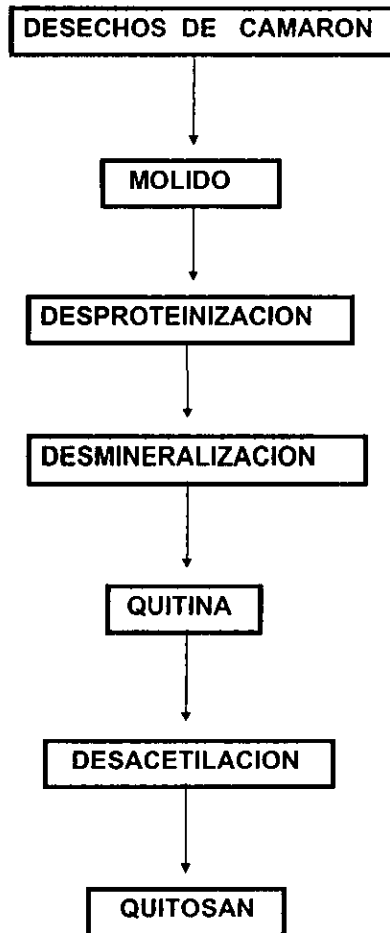 DESECHOS DE CAMARON
MOLIDO
DESPROTEINIZACION
DESMINERALIZACION
QUITINA
DESACETILACION
QUITOSAN